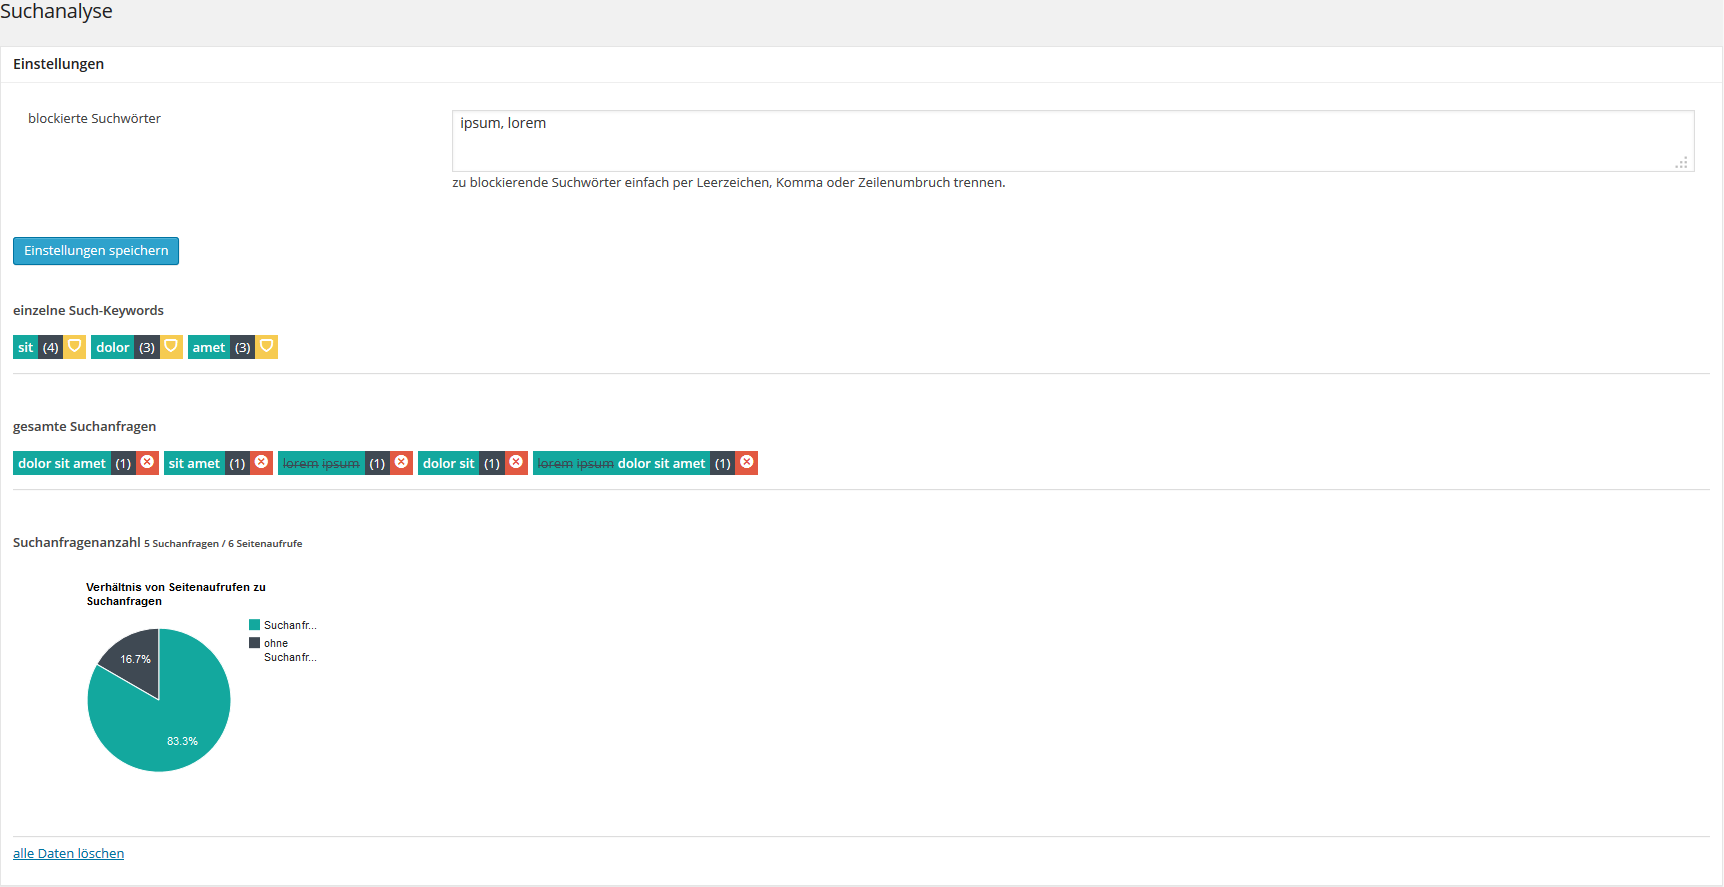 Suchanalyse
Einstellungen
blockierte Suchwörter
ipsum, lorem
zu blockierende Suchwörter einfach per Leerzeichen, Komma oder Zeilenumbruch trennen.
Einstellungen speichern
einzelne Such-Keywords
sit (4) dolor (3) amet (3)
gesamte Suchanfragen
dolor sit amet (1) sit amet (1) lorem ipsum (1) dolor sit (1) lorem ipsum dolor sit amet (1)
Suchanfragenanzahl 5 Suchanfragen / 6 Seitenaufrufe
Verhältnis von Seitenaufrufen zu
Suchanfragen
Suchanfr...
ohne
Suchanfr...
16.7%
83.3%
alle Daten löschen